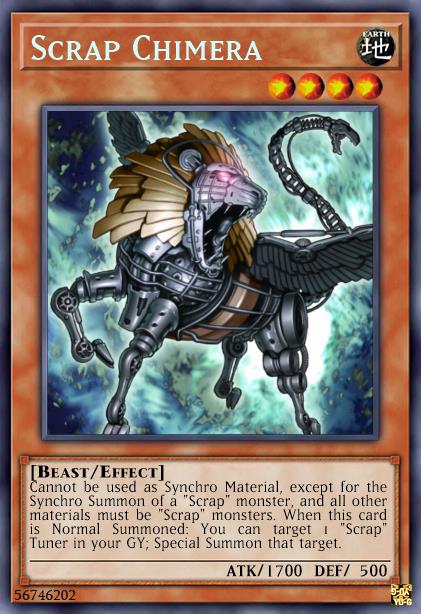 Scrap Chimera
EARTH
地
[Beast/Effect]
Cannot be used as Synchro Material, except for the
Synchro Summon of a "Scrap" monster, and all other
materials must be "Scrap" monsters. When this card
is Normal Summoned: You can target 1 "Scrap"
Tuner in your GY; Special Summon that target.
ATK/1700 DEF/ 500
56746202